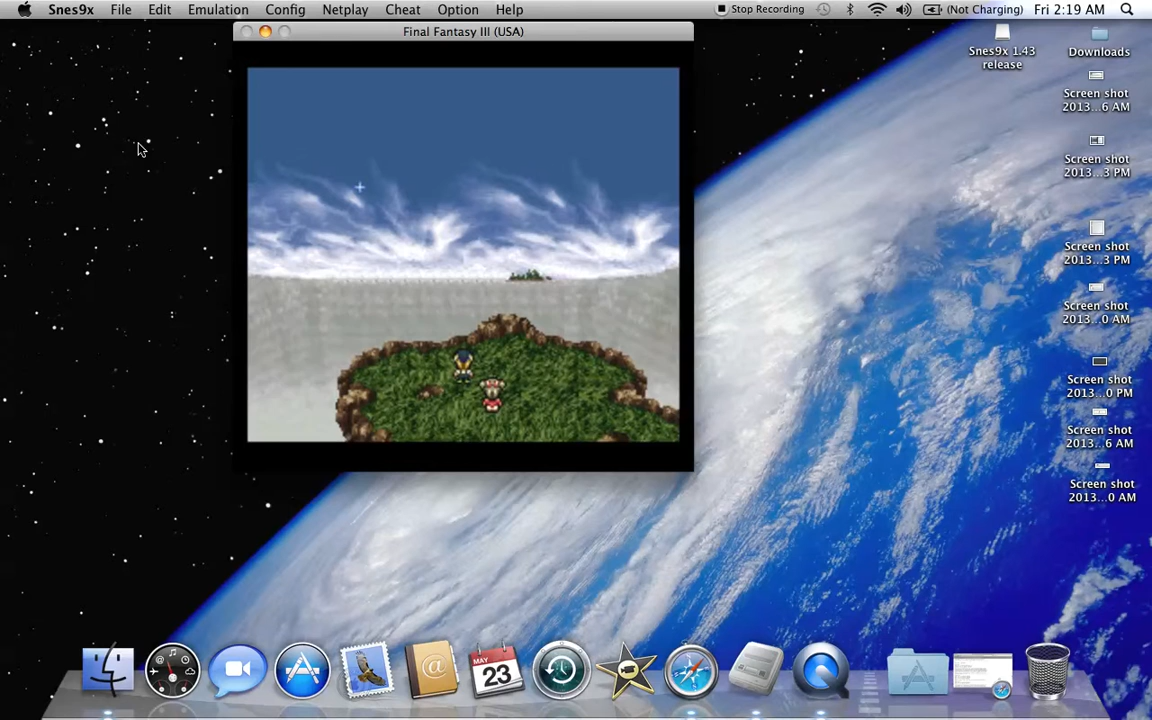 Snes9x File Edit Emulation Config Netplay Cheat Option Help Stop Recording (Not Charging) Fri 2:19 AM
Final Fantasy III (USA)
Snes9x 1.43
release
Downloads
Screen shot
2013...6 AM
Screen shot
2013...3 PM
Screen shot
2013...3 PM
Screen shot
2013...0 AM
Screen shot
2013...0 PM
Screen shot
2013...6 AM
Screen shot
2013...0 AM
MAY
23